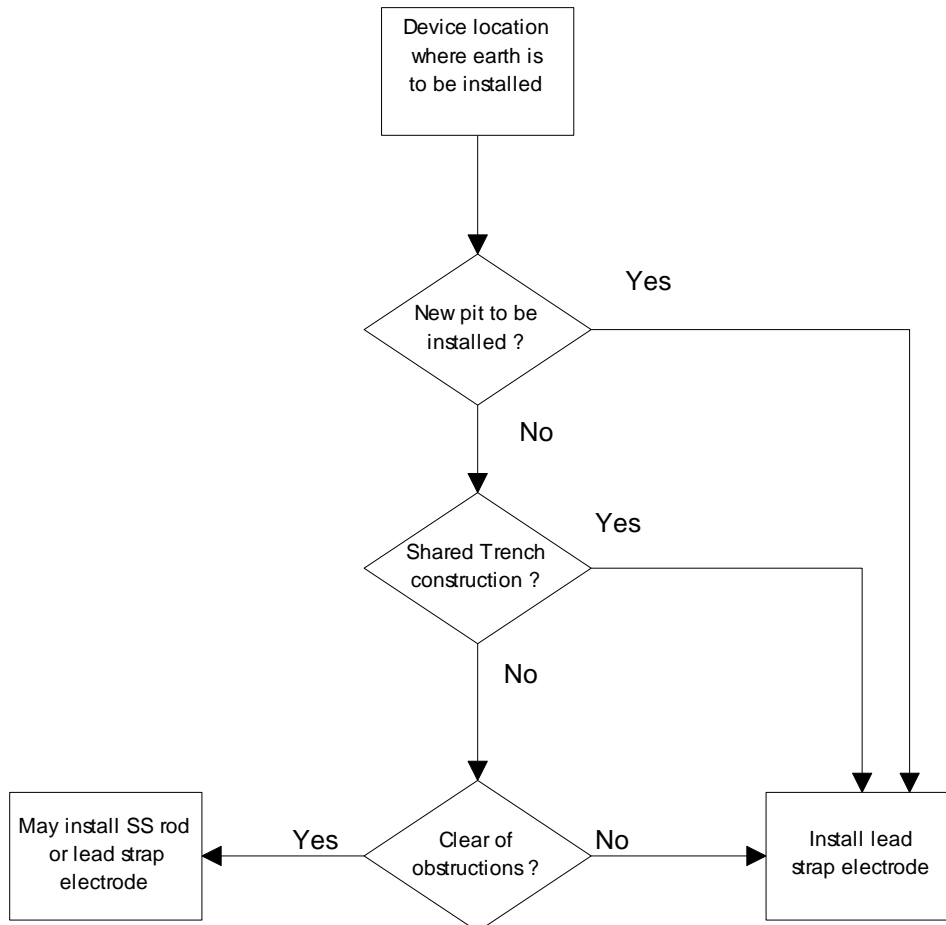 Device location
where earth is
to be installed
Yes
New pit to be
installed ?
No
Yes
Shared Trench
construction ?
No
May install SS rod
or lead strap
electrode
Yes
Clear of
obstructions ?
No
Install lead
strap electrode